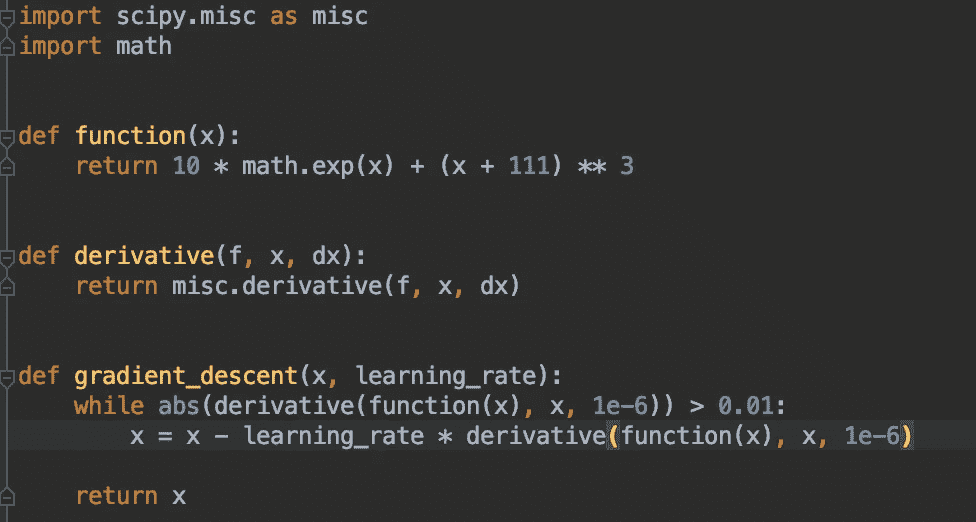 import scipy.misc as misc
import math
def function(x):
    return 10 * math.exp(x) + (x + 111) ** 3
def derivative(f, x, dx):
    return misc.derivative(f, x, dx)
def gradient_descent(x, learning_rate):
    while abs(derivative(function(x), x, 1e-6)) > 0.01:
        x = x - learning_rate * derivative(function(x), x, 1e-6)
    return x